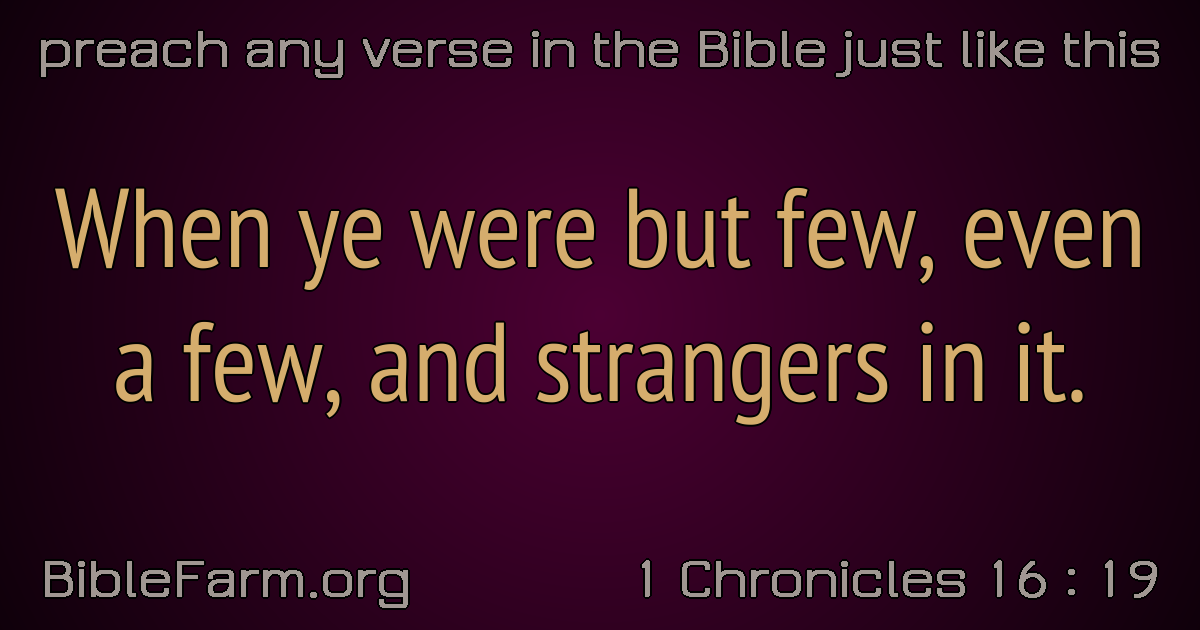 preach any verse in the Bible just like this
When ye were but few, even
a few, and strangers in it.
BibleFarm.org
1 Chronicles 16 : 19